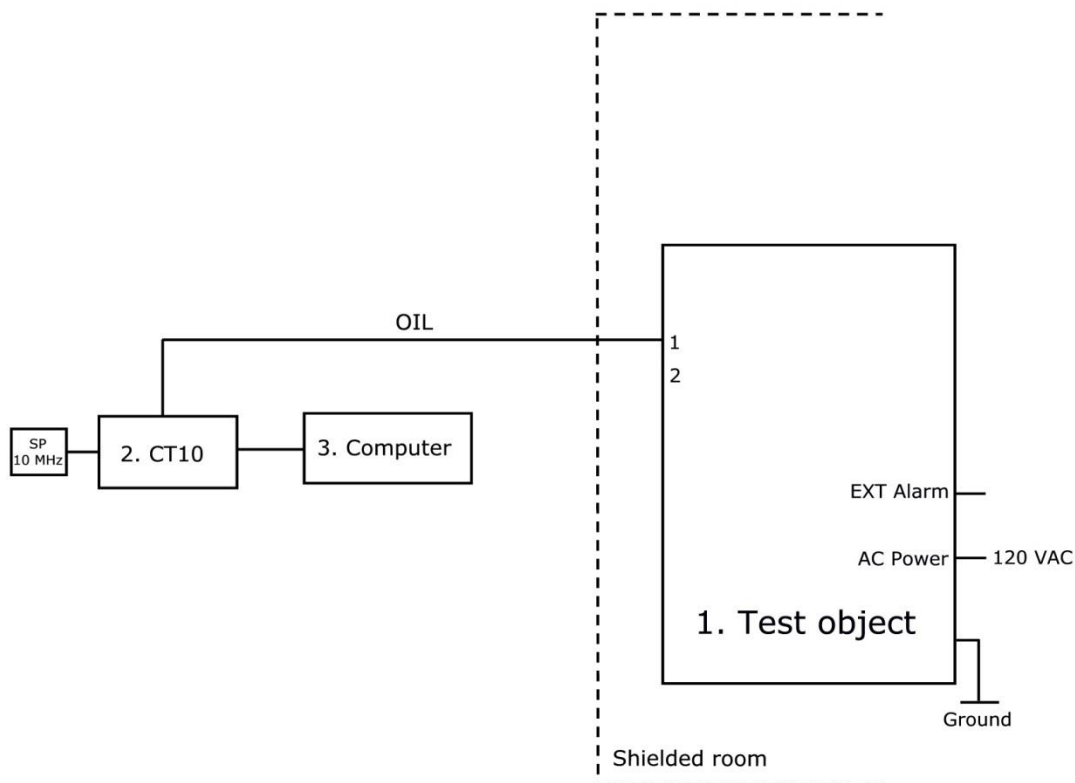 OIL
1
2
SP
10 MHz
2. CT10
3. Computer
EXT Alarm
AC Power
120 VAC
1. Test object
Ground
Shielded room